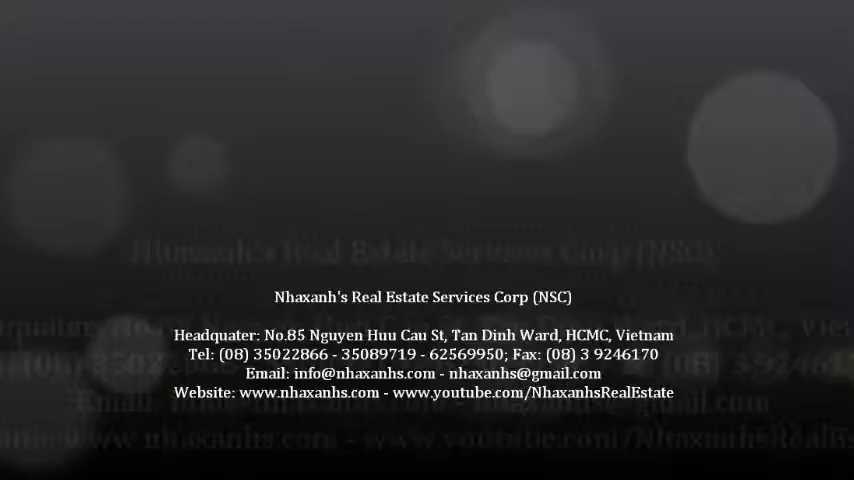 Nhaxanh's Real Estate Services Corp (NSC)
Headquater: No.85 Nguyen Huu Cau St, Tan Dinh Ward, HCMC, Vietnam
Tel: (08) 35022866 - 35089719 - 62569950; Fax: (08) 3 9246170
Email: info@nhaxanhs.com - nhaxanhs@gmail.com
Website: www.nhaxanhs.com - www.youtube.com/NhaxanhsRealEstate